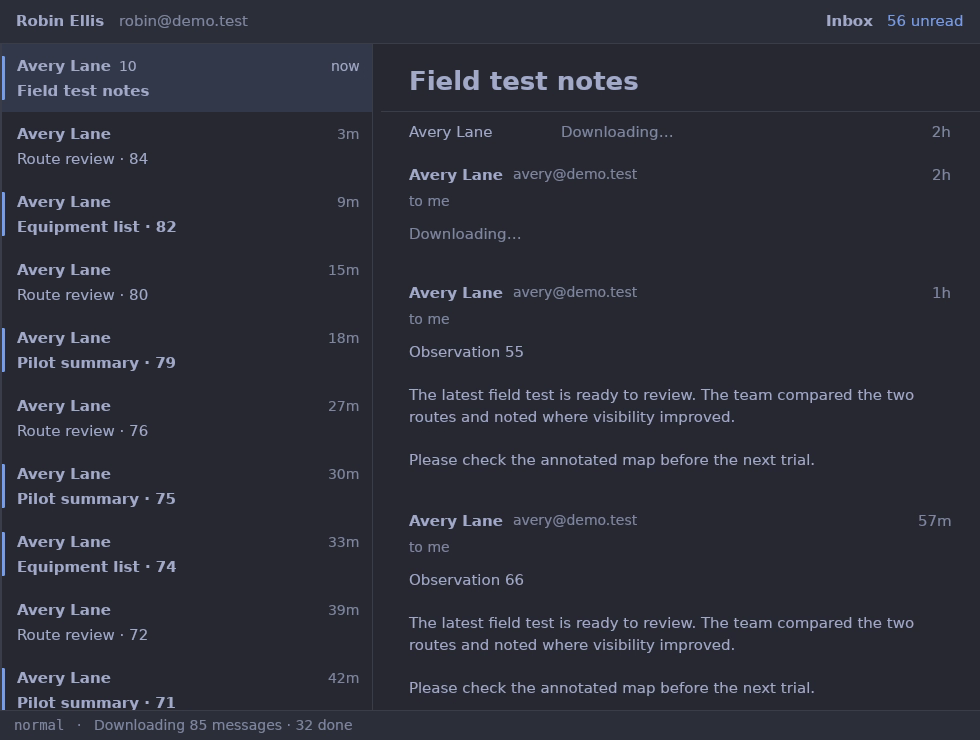 Robin Ellis robin@demo.test
Inbox 56 unread
Avery Lane 10 now
Field test notes
Avery Lane 3m
Route review · 84
Avery Lane 9m
Equipment list · 82
Avery Lane 15m
Route review · 80
Avery Lane 18m
Pilot summary · 79
Avery Lane 27m
Route review · 76
Avery Lane 30m
Pilot summary · 75
Avery Lane 33m
Equipment list · 74
Avery Lane 39m
Route review · 72
Avery Lane 42m
Pilot summary · 71
Field test notes
Avery Lane Downloading… 2h
Avery Lane avery@demo.test 2h
to me
Downloading…
Avery Lane avery@demo.test 1h
to me
Observation 55
The latest field test is ready to review. The team compared the two
routes and noted where visibility improved.
Please check the annotated map before the next trial.
Avery Lane avery@demo.test 57m
to me
Observation 66
The latest field test is ready to review. The team compared the two
routes and noted where visibility improved.
Please check the annotated map before the next trial.
normal · Downloading 85 messages · 32 done